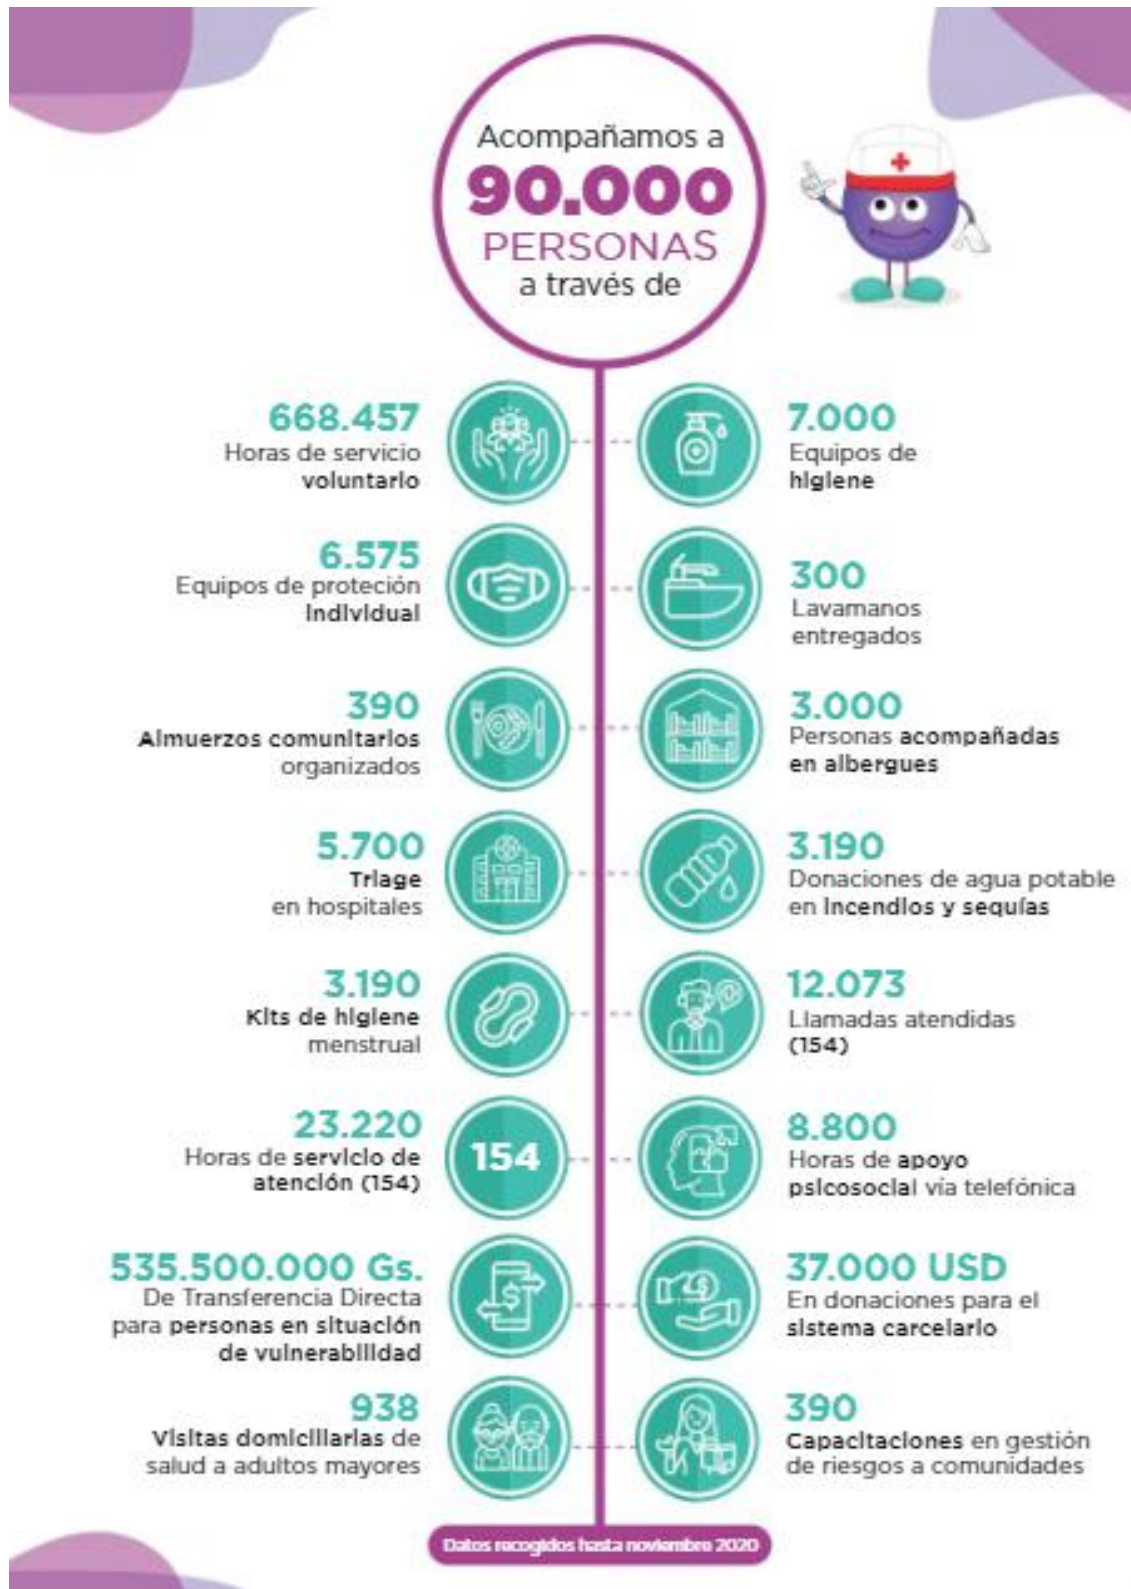 Acompañamos a
90.000
PERSONAS
a través de
668.457
Horas de servicio
voluntario
7.000
Equipos de
higiene
6.575
Equipos de proteción
individual
300
Lavamanos
entregados
390
Almuerzos comunitarios
organizados
3.000
Personas acompañadas
en albergues
5.700
Triage
en hospitales
3.190
Donaciones de agua potable
en incendios y sequías
3.190
Kits de higiene
menstrual
12.073
Llamadas atendidas
(154)
23.220
Horas de servicio de
atención (154)
154
8.800
Horas de apoyo
psicosocial vía telefónica
535.500.000 Gs.
De Transferencia Directa
para personas en situación
de vulnerabilidad
37.000 USD
En donaciones para el
sistema carcelario
938
Visitas domiciliarias de
salud a adultos mayores
390
Capacitaciones en gestión
de riesgos a comunidades
Datos recogidos hasta noviembre 2020